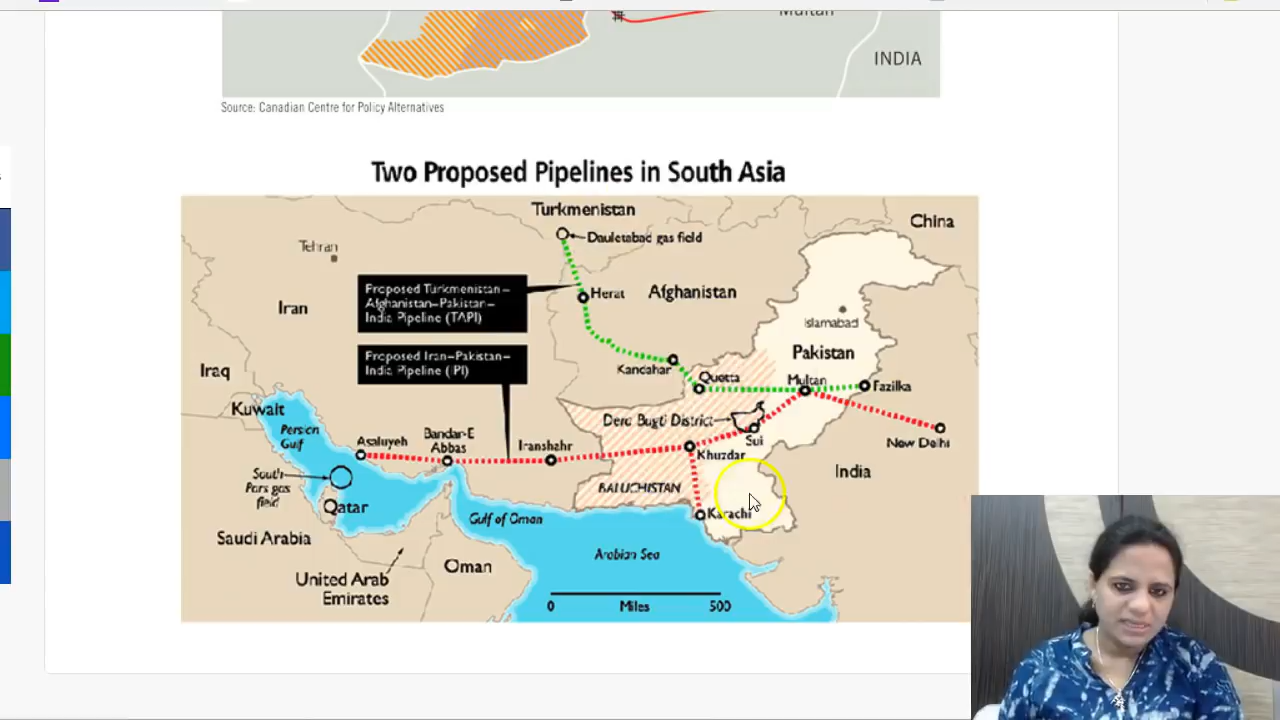 Multan
INDIA
Source: Canadian Centre for Policy Alternatives
Two Proposed Pipelines in South Asia
Turkmenistan
China
Dauletabad gas field
Tehran
Proposed Turkmenistan–
Afghanistan–Pakistan–
India Pipeline (TAPI)
Herat
Afghanistan
Iran
Islamabad
Pakistan
Proposed Iran–Pakistan–
India Pipeline (IPI)
Iraq
Kandahar
Quetta
Multan
Fazilka
Kuwait
Persian
Gulf
Dera Bugti District
Asaluyeh
Bandar-E
Abbas
Iranshahr
Sui
New Delhi
Khuzdar
South
Pars gas
field
BALUCHISTAN
India
Qatar
Karachi
Gulf of Oman
Saudi Arabia
Arabian Sea
Oman
United Arab
Emirates
0 Miles 500